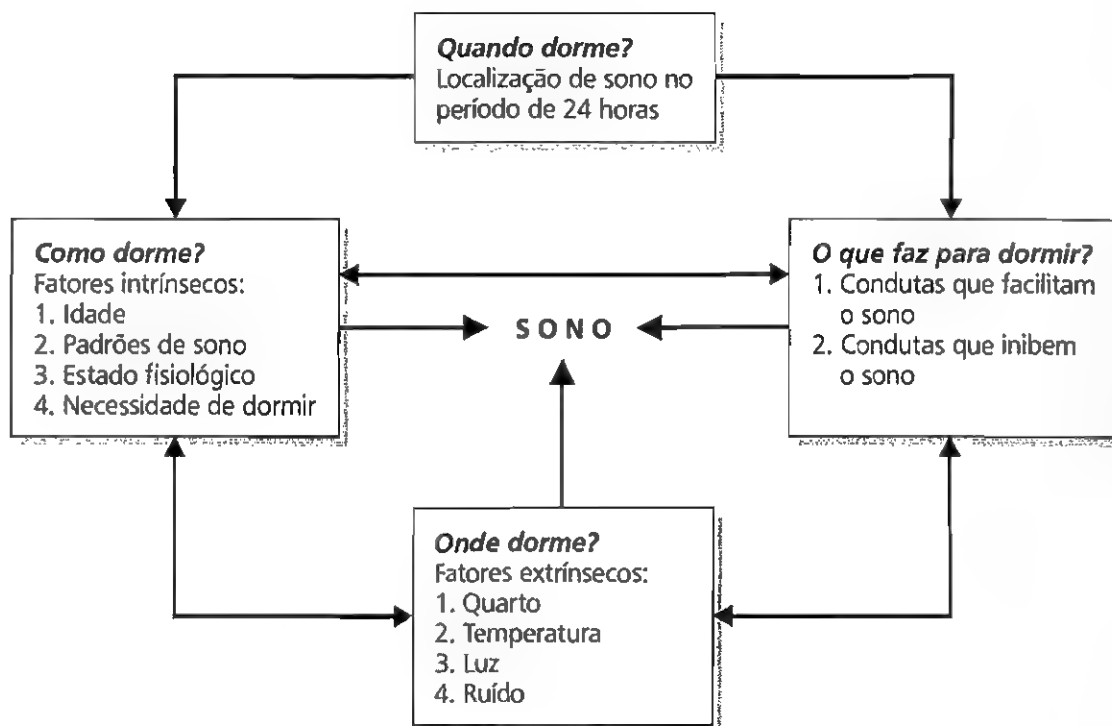 Quando dorme?
Localização de sono no
período de 24 horas
Como dorme?
Fatores intrínsecos:
1. Idade
2. Padrões de sono
3. Estado fisiológico
4. Necessidade de dormir
SONO
O que faz para dormir?
1. Condutas que facilitam
o sono
2. Condutas que inibem
o sono
Onde dorme?
Fatores extrínsecos:
1. Quarto
2. Temperatura
3. Luz
4. Ruído